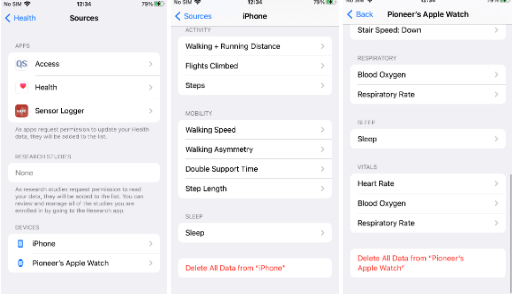 No SIM
12:34
79%
Health
Sources
APPS
QS Access
Health
Sensor Logger
As apps request permission to update your Health
data, they will be added to the list.
RESEARCH STUDIES
None
As research studies request permission to read
your data, they will be added to the list. You can
review and manage all of the studies you are
enrolled in by going to the Research app.
DEVICES
iPhone
Pioneer's Apple Watch
No SIM
12:34
79%
Sources
iPhone
ACTIVITY
Walking + Running Distance
Flights Climbed
Steps
MOBILITY
Walking Speed
Walking Asymmetry
Double Support Time
Step Length
SLEEP
Sleep
Delete All Data from "iPhone"
No SIM
12:34
79%
Back
Pioneer's Apple Watch
Stair Speed: Down
RESPIRATORY
Blood Oxygen
Respiratory Rate
SLEEP
Sleep
VITALS
Heart Rate
Blood Oxygen
Respiratory Rate
Delete All Data from "Pioneer's
Apple Watch"